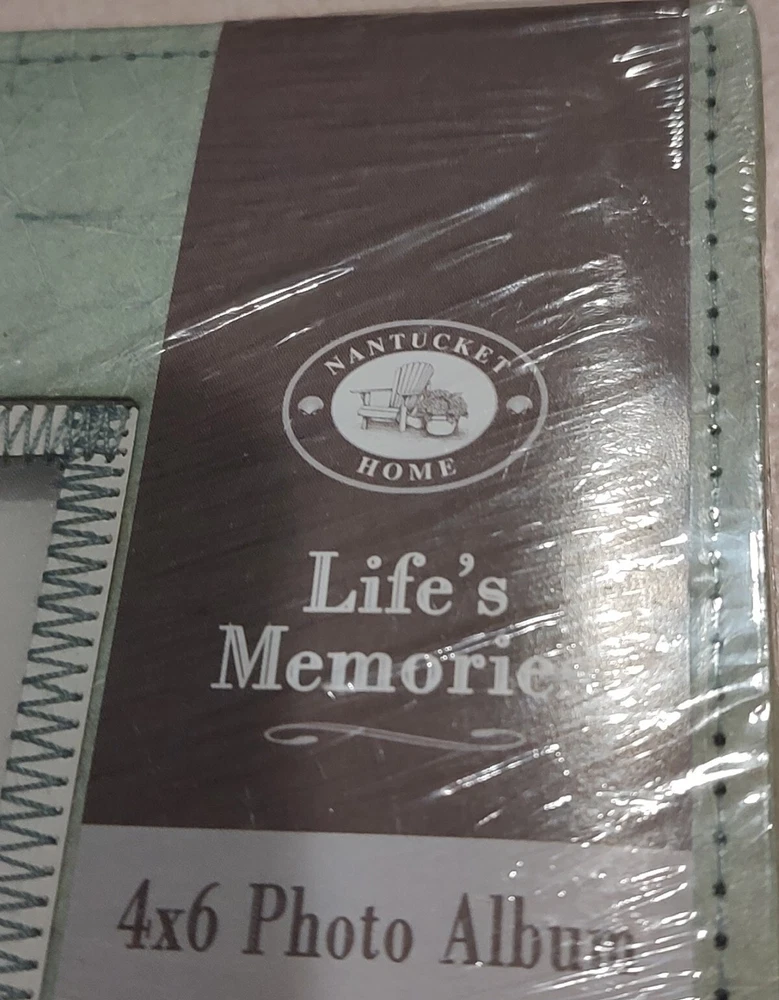 NANTUCKET
HOME
Life's
Memories
4x6 Photo Album